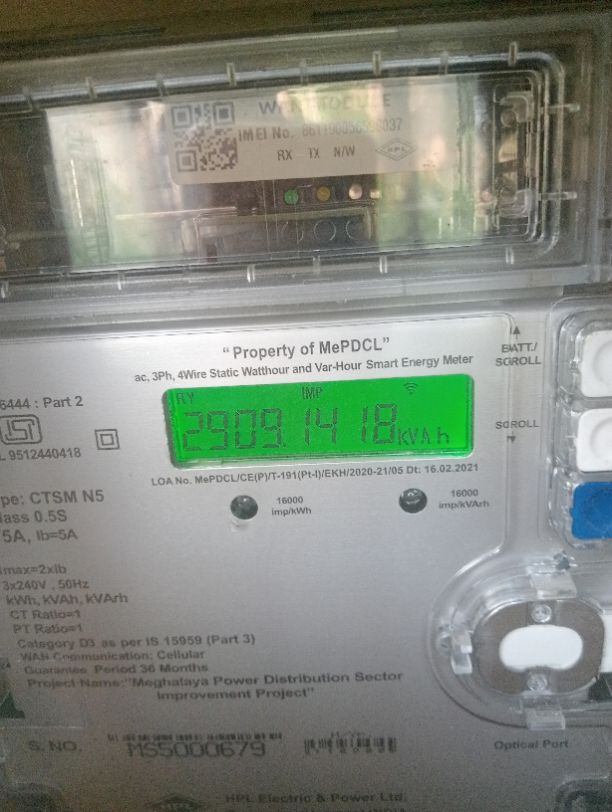 WAN MODULE
IMEI No.
RX TX N/W
HPL
"Property of MePDCL"
ac, 3Ph, 4Wire Static Watthour and Var-Hour Smart Energy Meter
BATT./
SCROLL
6444 : Part 2
RY IMP
2909.1418 kVAh
SCROLL
L 9512440418
LOA No. MePDCL/CE(P)/T-191(Pt-I)/EKH/2020-21/05 Dt: 16.02.2021
pe: CTSM N5
lass 0.5S
5A, Ib=5A
16000
imp/kWh
16000
imp/kVArh
Imax=2xIb
3x240V , 50Hz
kWh, kVAh, kVArh
CT Ratio=1
PT Ratio=1
Category D3 as per IS 15959 (Part 3)
WAN Communication: Cellular
Guarantee Period 36 Months
Project Name:"Meghalaya Power Distribution Sector
Improvement Project"
S. NO. MS5000679
Optical Port
HPL Electric & Power Ltd.